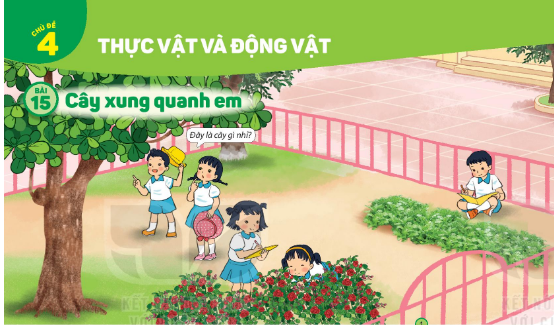 CHỦ ĐỀ
4
THỰC VẬT VÀ ĐỘNG VẬT
BÀI
15
Cây xung quanh em
Đây là cây gì nhỉ?